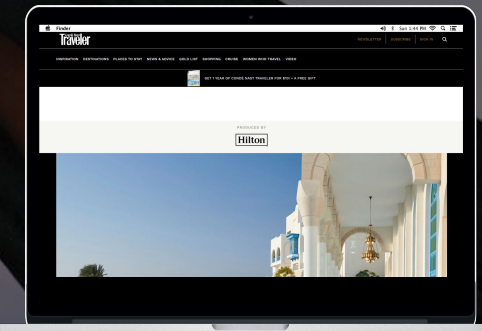 Finder
Sun 1:44 PM
Traveler
NEWSLETTER SUBSCRIBE SIGN IN
INSPIRATION DESTINATIONS PLACES TO STAY NEWS & ADVICE GOLD LIST SHOPPING CRUISE WOMEN WHO TRAVEL VIDEO
GET 1 YEAR OF CONDÉ NAST TRAVELER FOR $10 + A FREE GIFT
PRODUCED BY
Hilton